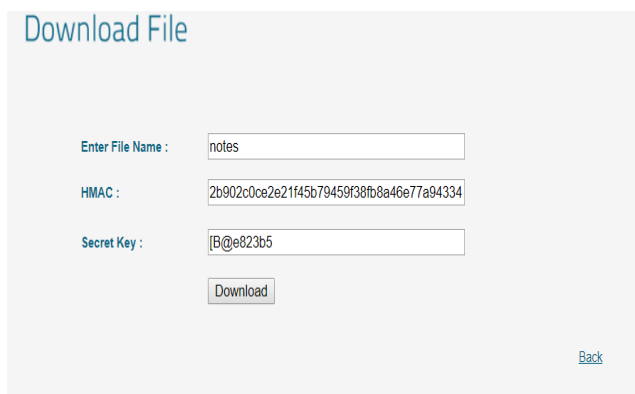 Download File
Enter File Name : notes
HMAC : 2b902c0ce2e21f45b79459f38fb8a46e77a94334
Secret Key : [B@e823b5
Download
Back